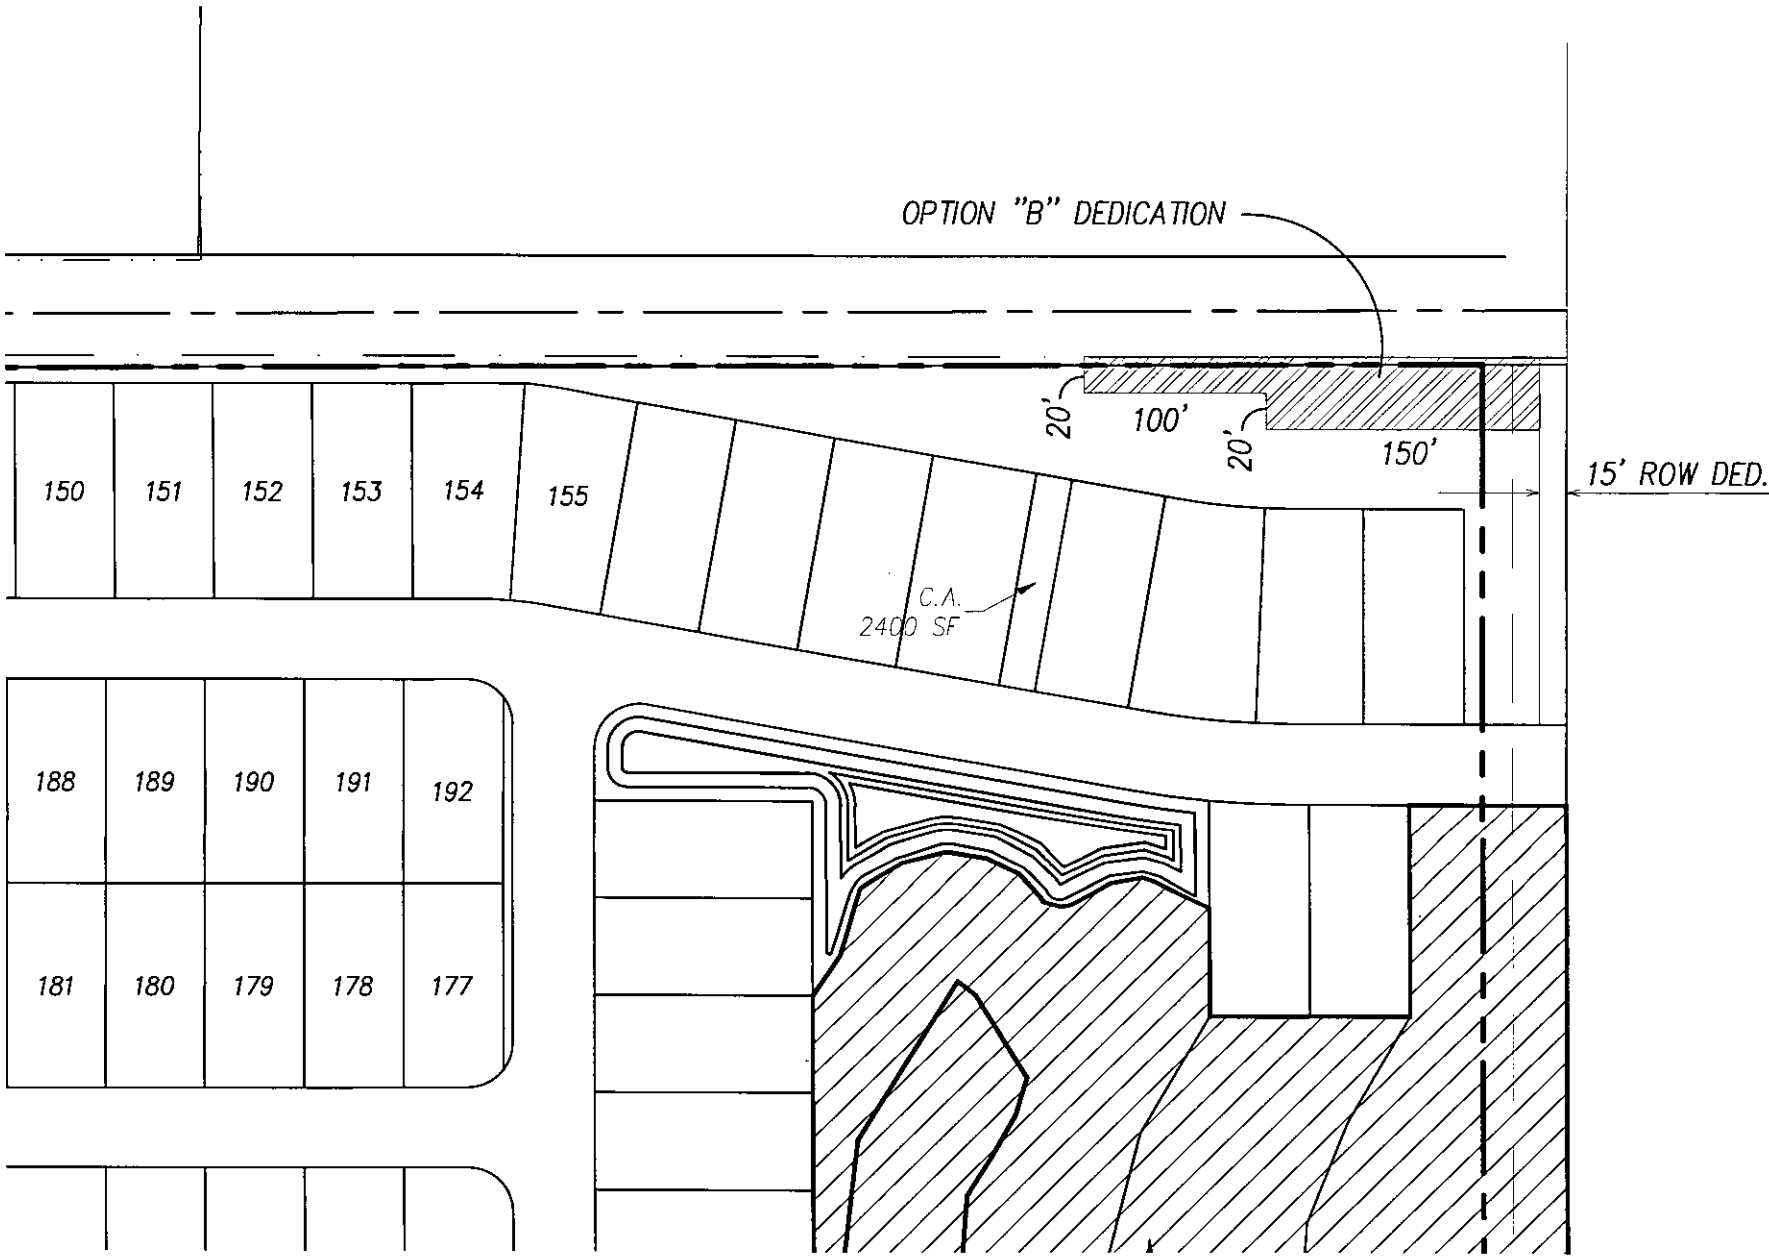 OPTION "B" DEDICATION
20'
100'
20'
150'
15' ROW DED.
150 151 152 153 154 155
C.A.
2400 SF
188 189 190 191 192
181 180 179 178 177